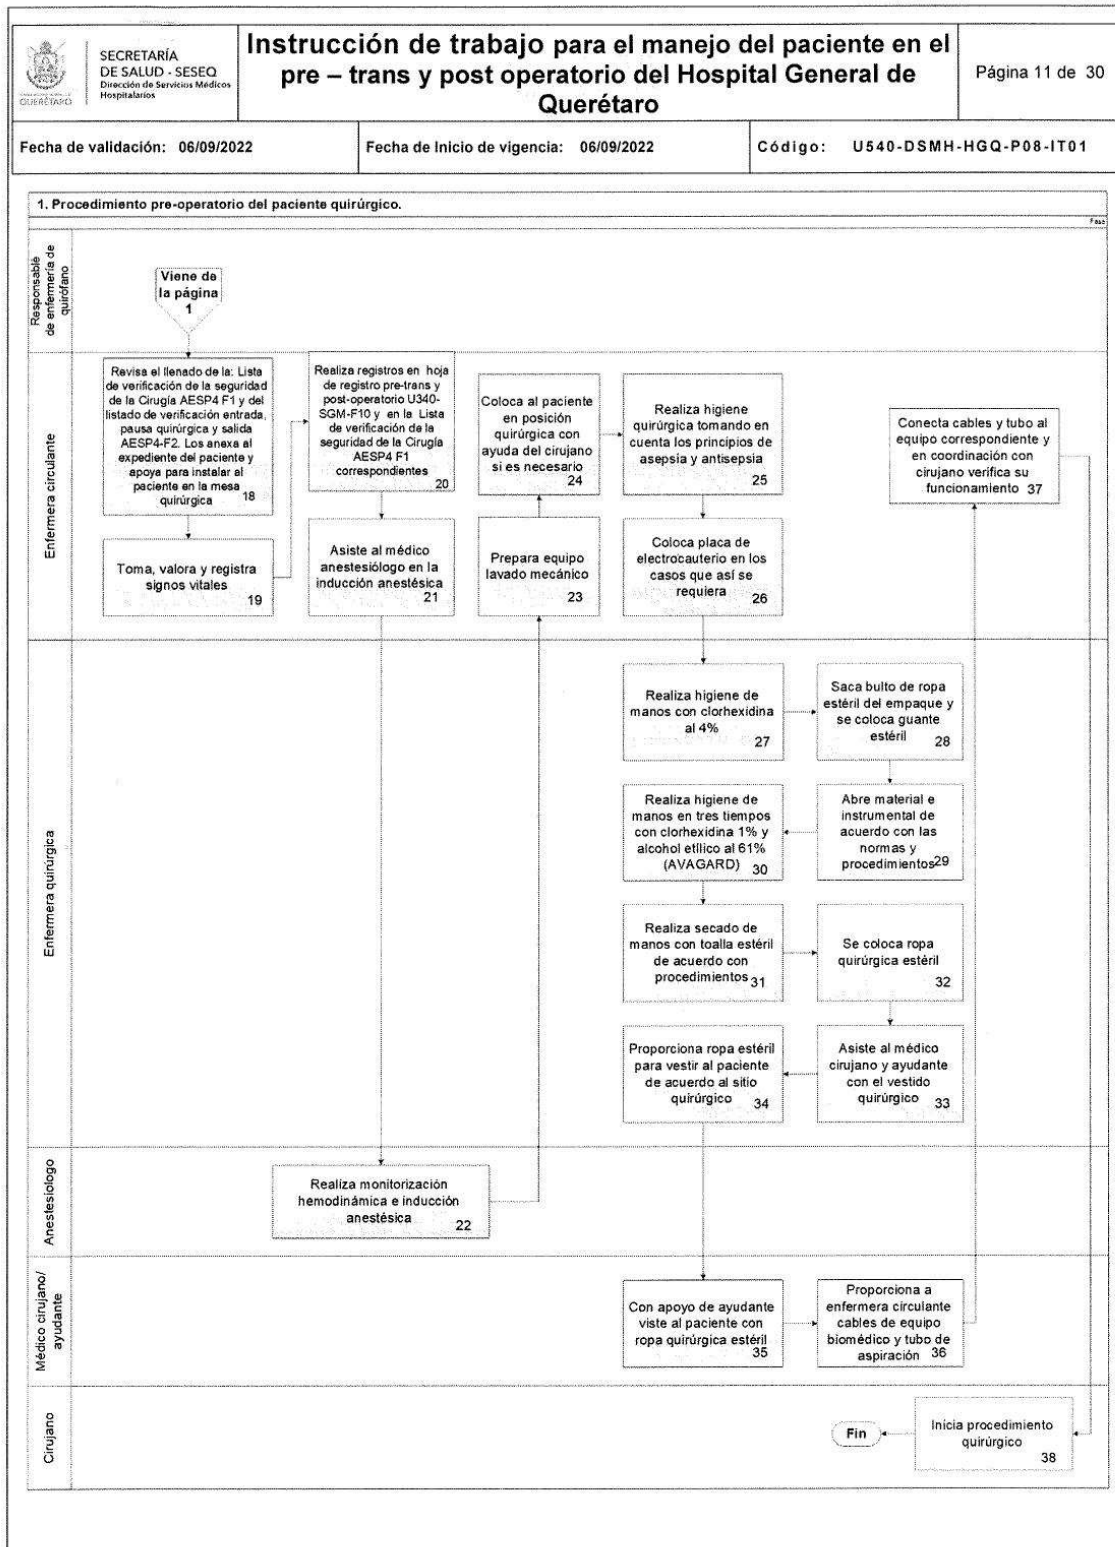 QUERÉTARO
SECRETARÍA
DE SALUD - SESEQ
Dirección de Servicios Médicos
Hospitalarios
Instrucción de trabajo para el manejo del paciente en el
pre – trans y post operatorio del Hospital General de
Querétaro
Página 11 de 30
Fecha de validación: 06/09/2022
Fecha de Inicio de vigencia: 06/09/2022
Código: U540-DSMH-HGQ-P08-IT01
1. Procedimiento pre-operatorio del paciente quirúrgico.
Fase
Responsable
de enfermería de
quirófano
Viene de
la página
1
Enfermera circulante
Revisa el llenado de la: Lista
de verificación de la seguridad
de la Cirugía AESP4 F1 y del
listado de verificación entrada,
pausa quirúrgica y salida
AESP4-F2. Los anexa al
expediente del paciente y
apoya para instalar al
paciente en la mesa
quirúrgica 18
Toma, valora y registra
signos vitales
19
Realiza registros en hoja
de registro pre-trans y
post-operatorio U340-
SGM-F10 y en la Lista
de verificación de la
seguridad de la Cirugía
AESP4 F1
correspondientes
20
Asiste al médico
anestesiólogo en la
inducción anestésica
21
Coloca al paciente
en posición
quirúrgica con
ayuda del cirujano
si es necesario
24
Prepara equipo
lavado mecánico
23
Realiza higiene
quirúrgica tomando en
cuenta los principios de
asepsia y antisepsia
25
Coloca placa de
electrocauterio en los
casos que así se
requiera 26
Conecta cables y tubo al
equipo correspondiente y
en coordinación con
cirujano verifica su
funcionamiento 37
Enfermera quirúrgica
Realiza higiene de
manos con clorhexidina
al 4%
27
Saca bulto de ropa
estéril del empaque y
se coloca guante
estéril 28
Realiza higiene de
manos en tres tiempos
con clorhexidina 1% y
alcohol etílico al 61%
(AVAGARD) 30
Abre material e
instrumental de
acuerdo con las
normas y
procedimientos 29
Realiza secado de
manos con toalla estéril
de acuerdo con
procedimientos 31
Se coloca ropa
quirúrgica estéril
32
Proporciona ropa estéril
para vestir al paciente
de acuerdo al sitio
quirúrgico 34
Asiste al médico
cirujano y ayudante
con el vestido
quirúrgico 33
Anestesiologo
Realiza monitorización
hemodinámica e inducción
anestésica 22
Médico cirujano/
ayudante
Con apoyo de ayudante
viste al paciente con
ropa quirúrgica estéril
35
Proporciona a
enfermera circulante
cables de equipo
biomédico y tubo de
aspiración 36
Cirujano
Fin
Inicia procedimiento
quirúrgico
38